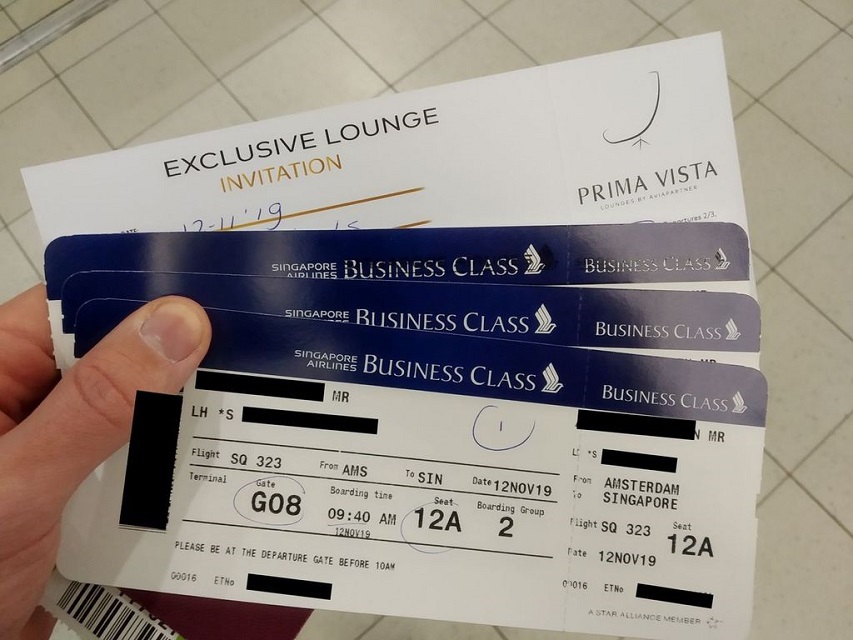 EXCLUSIVE LOUNGE
INVITATION
PRIMA VISTA
LOUNGES BY AVIAPARTNER
12-11'19
SINGAPORE AIRLINES BUSINESS CLASS
BUSINESS CLASS
SINGAPORE BUSINESS CLASS
BUSINESS CLASS
SINGAPORE AIRLINES BUSINESS CLASS
BUSINESS CLASS
MR
LH *S
1
Flight SQ 323 From AMS To SIN Date 12NOV19
Terminal Gate G08 Boarding time 09:40 AM 12NOV19 Seat 12A Boarding Group 2
PLEASE BE AT THE DEPARTURE GATE BEFORE 10AM
00016 ETNo
MR
*S
From AMSTERDAM
SINGAPORE
Flight SQ 323 Seat
Date 12NOV19 12A
00016 ETNo
A STAR ALLIANCE MEMBER